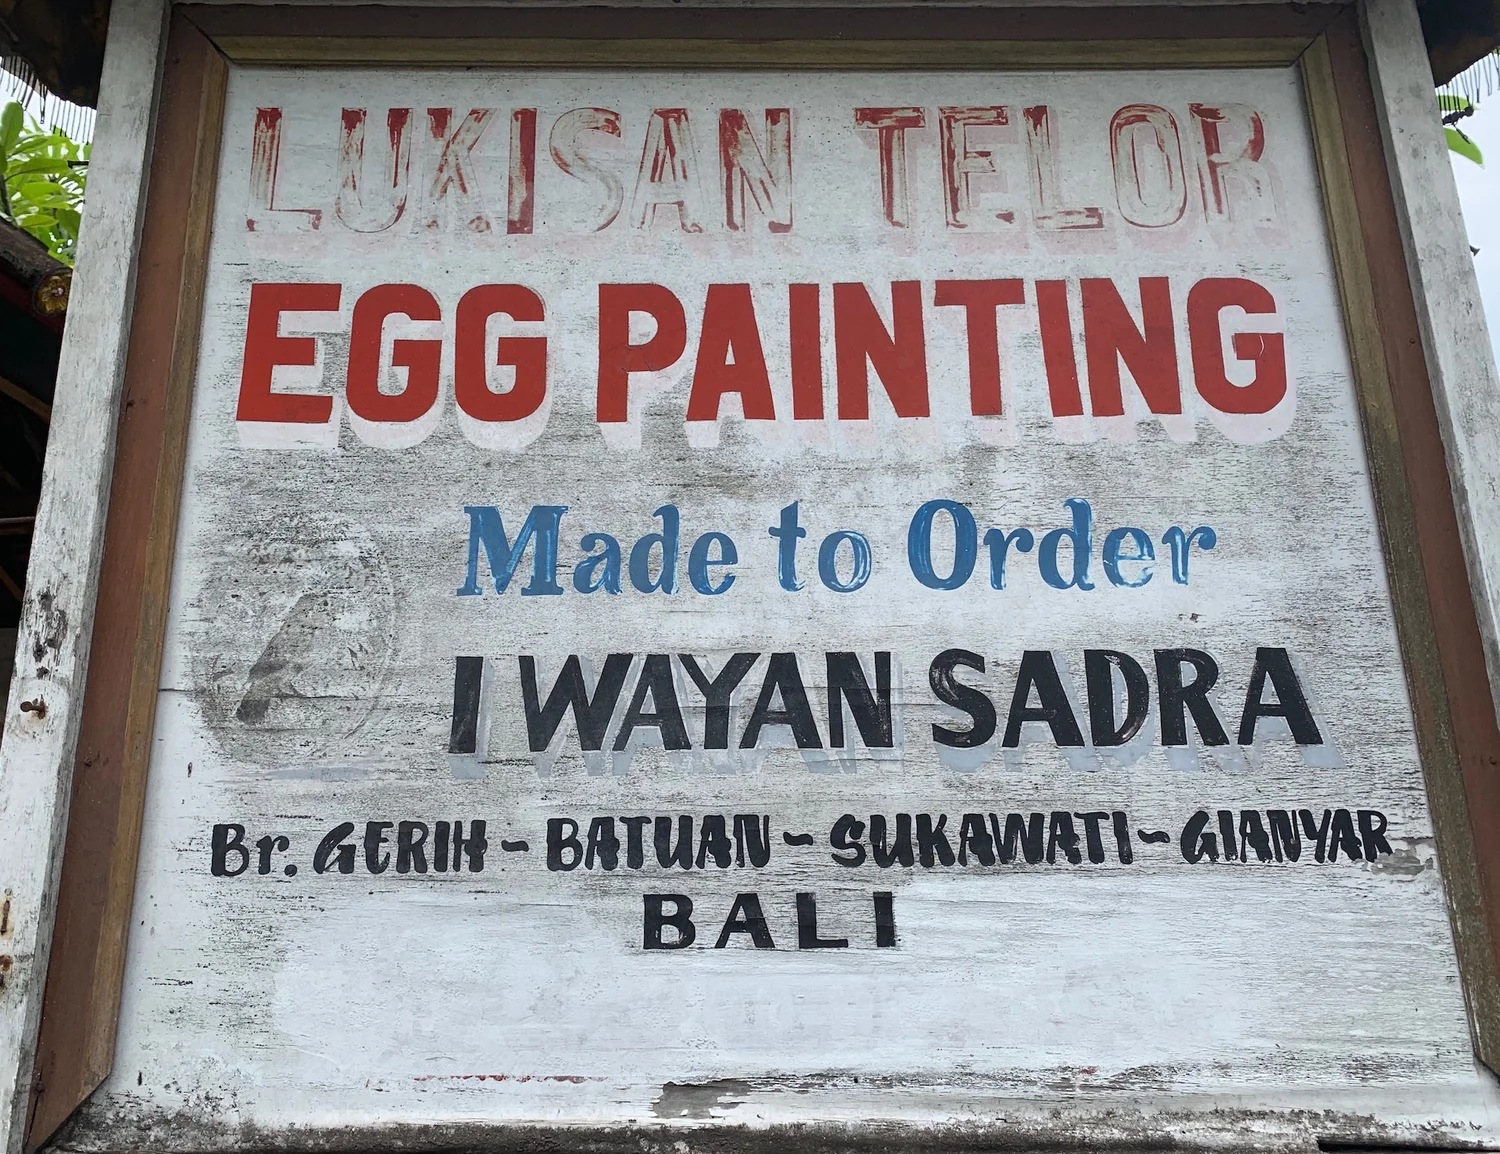 LUKISAN TELOR
EGG PAINTING
Made to Order
I WAYAN SADRA
Br. GERIH ~ BATUAN ~ SUKAWATI ~ GIANYAR
BALI